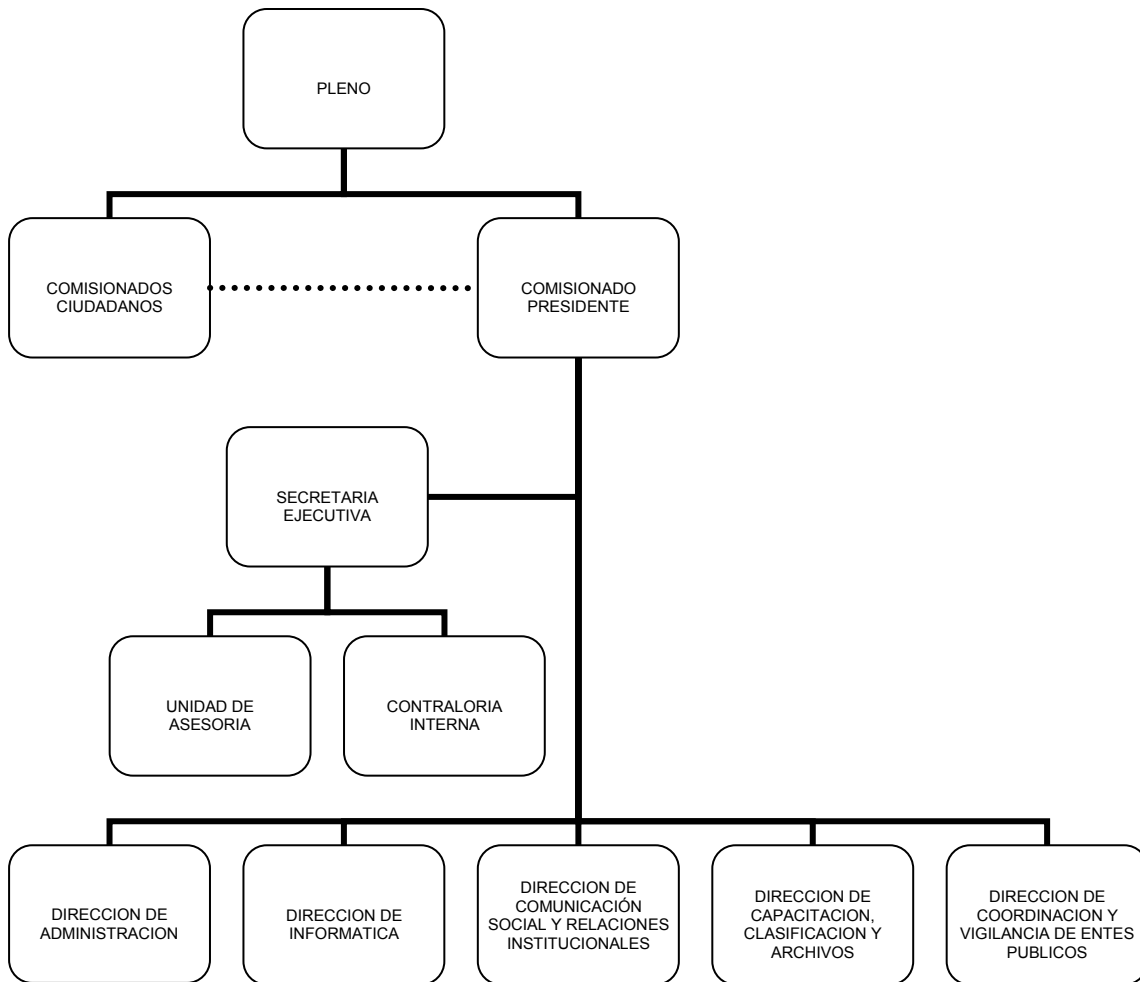 PLENO
COMISIONADOS
CIUDADANOS
COMISIONADO
PRESIDENTE
SECRETARIA
EJECUTIVA
UNIDAD DE
ASESORIA
CONTRALORIA
INTERNA
DIRECCION DE
ADMINISTRACION
DIRECCION DE
INFORMATICA
DIRECCION DE
COMUNICACIÓN
SOCIAL Y RELACIONES
INSTITUCIONALES
DIRECCION DE
CAPACITACION,
CLASIFICACION Y
ARCHIVOS
DIRECCION DE
COORDINACION Y
VIGILANCIA DE ENTES
PUBLICOS